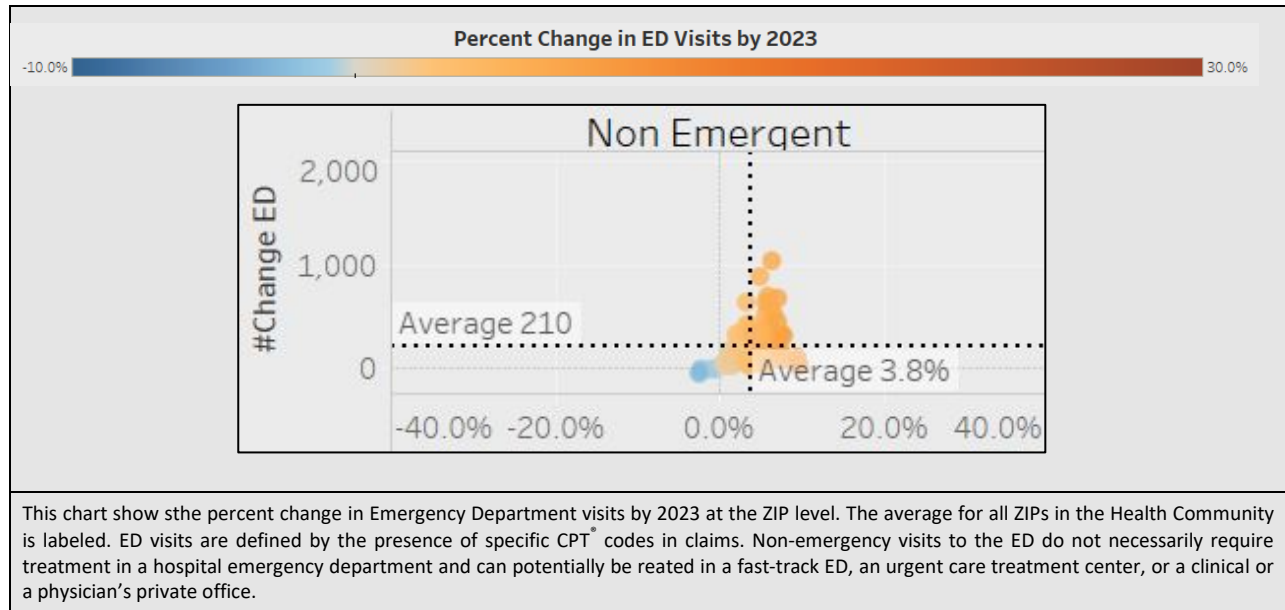 Percent Change in ED Visits by 2023
-10.0%
30.0%
Non Emergent
#Change ED
2,000
1,000
Average 210
0
Average 3.8%
-40.0% -20.0% 0.0% 20.0% 40.0%
This chart show sthe percent change in Emergency Department visits by 2023 at the ZIP level. The average for all ZIPs in the Health Community
is labeled. ED visits are defined by the presence of specific CPT® codes in claims. Non-emergency visits to the ED do not necessarily require
treatment in a hospital emergency department and can potentially be reated in a fast-track ED, an urgent care treatment center, or a clinical or
a physician's private office.